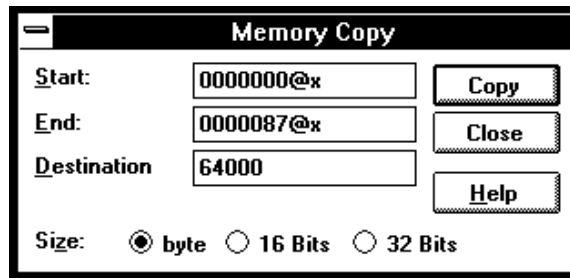 Memory Copy
Start: 0000000@x Copy
End: 0000087@x Close
Destination 64000
Help
Size: byte 16 Bits 32 Bits